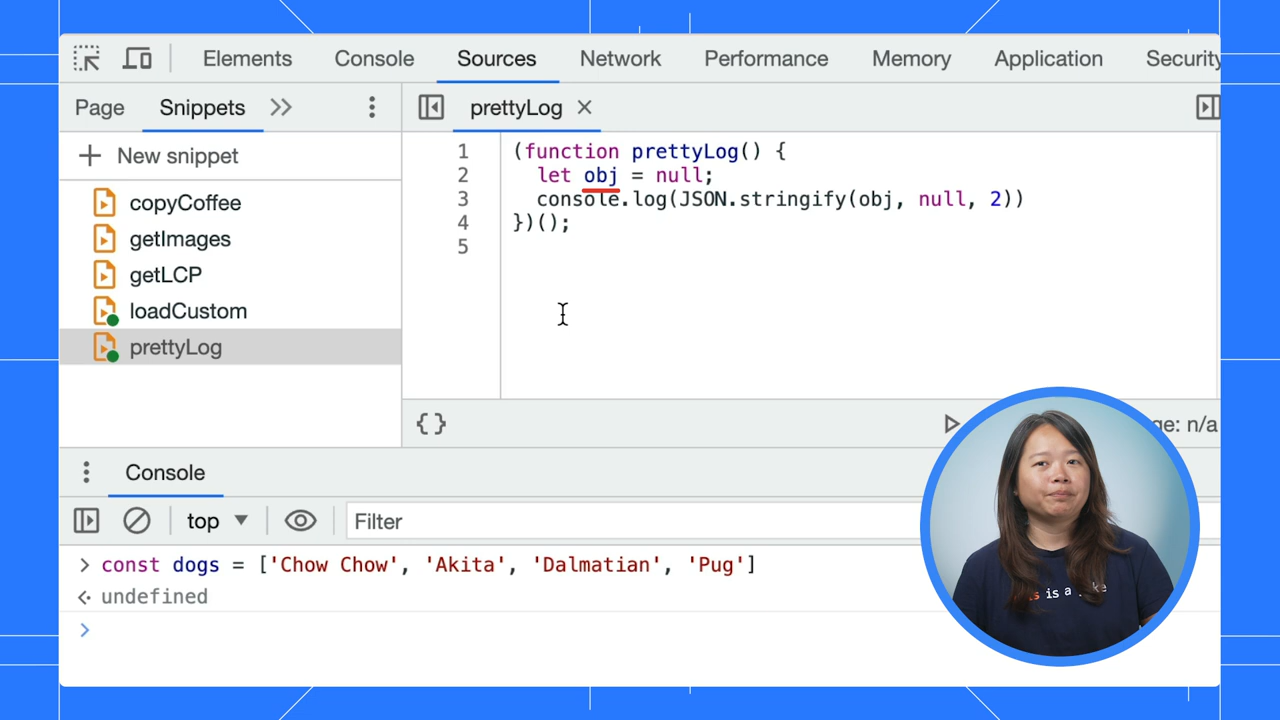 Elements Console Sources Network Performance Memory Application Security
Page Snippets prettyLog
New snippet
copyCoffee
getImages
getLCP
loadCustom
prettyLog
1 (function prettyLog() {
2 let obj = null;
3 console.log(JSON.stringify(obj, null, 2))
4 })();
5
{} n/a
Console
top Filter
> const dogs = ['Chow Chow', 'Akita', 'Dalmatian', 'Pug']
undefined
>
is a